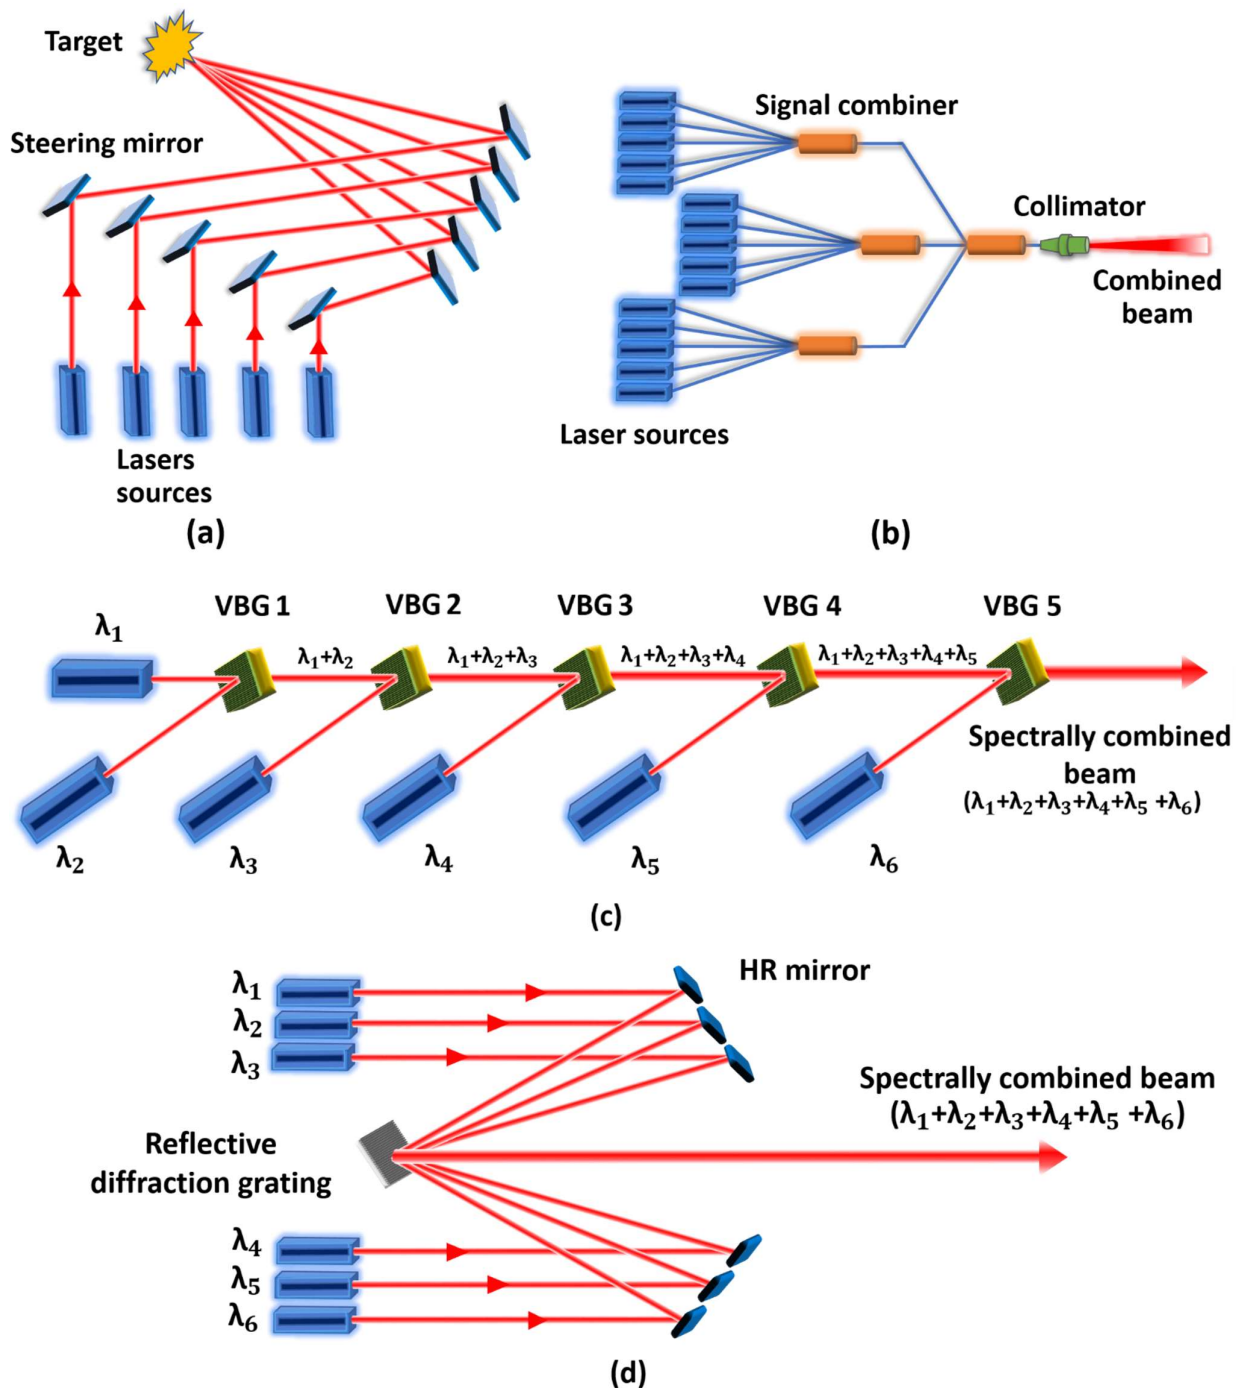 Target
Steering mirror
Lasers
sources
(a)
Signal combiner
Collimator
Combined
beam
Laser sources
(b)
λ₁
VBG 1
VBG 2
VBG 3
VBG 4
VBG 5
λ₁+λ₂
λ₁+λ₂+λ₃
λ₁+λ₂+λ₃+λ₄
λ₁+λ₂+λ₃+λ₄+λ₅
Spectrally combined
beam
(λ₁+λ₂+λ₃+λ₄+λ₅ +λ₆)
λ₂
λ₃
λ₄
λ₅
λ₆
(c)
λ₁
λ₂
λ₃
HR mirror
Spectrally combined beam
(λ₁+λ₂+λ₃+λ₄+λ₅ +λ₆)
Reflective
diffraction grating
λ₄
λ₅
λ₆
(d)